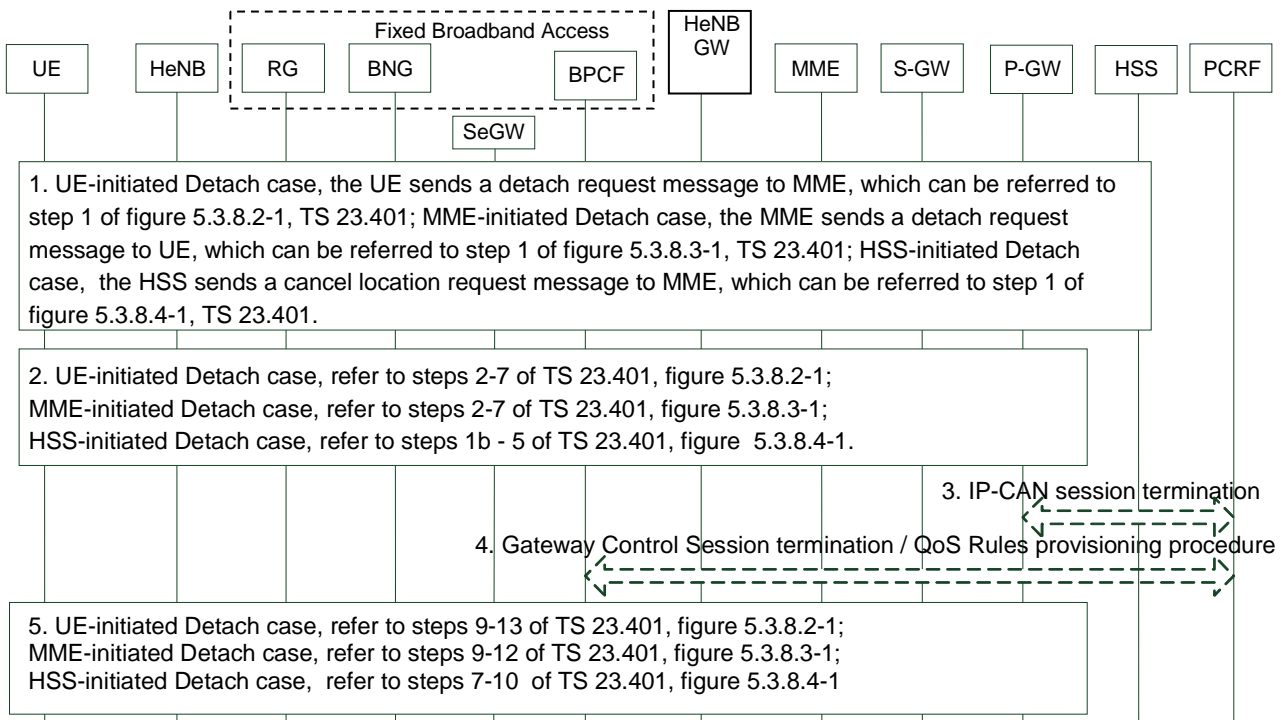 Fixed Broadband Access
HeNB
GW
UE
HeNB
RG
BNG
BPCF
MME
S-GW
P-GW
HSS
PCRF
SeGW
1. UE-initiated Detach case, the UE sends a detach request message to MME, which can be referred to
step 1 of figure 5.3.8.2-1, TS 23.401; MME-initiated Detach case, the MME sends a detach request
message to UE, which can be referred to step 1 of figure 5.3.8.3-1, TS 23.401; HSS-initiated Detach
case, the HSS sends a cancel location request message to MME, which can be referred to step 1 of
figure 5.3.8.4-1, TS 23.401.
2. UE-initiated Detach case, refer to steps 2-7 of TS 23.401, figure 5.3.8.2-1;
MME-initiated Detach case, refer to steps 2-7 of TS 23.401, figure 5.3.8.3-1;
HSS-initiated Detach case, refer to steps 1b - 5 of TS 23.401, figure 5.3.8.4-1.
3. IP-CAN session termination
4. Gateway Control Session termination / QoS Rules provisioning procedure
5. UE-initiated Detach case, refer to steps 9-13 of TS 23.401, figure 5.3.8.2-1;
MME-initiated Detach case, refer to steps 9-12 of TS 23.401, figure 5.3.8.3-1;
HSS-initiated Detach case, refer to steps 7-10 of TS 23.401, figure 5.3.8.4-1